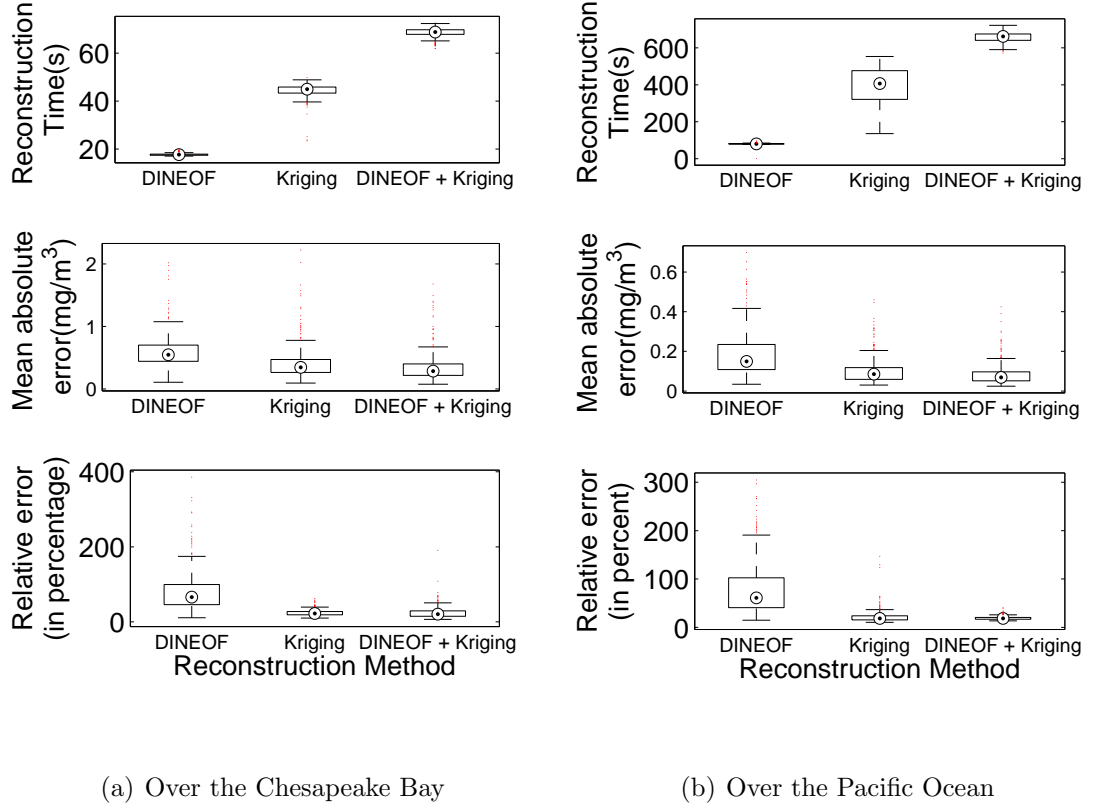 Reconstruction
Time(s)
60
40
20
DINEOF Kriging DINEOF + Kriging
Mean absolute
error(mg/m³)
2
1
0
DINEOF Kriging DINEOF + Kriging
Relative error
(in percentage)
400
200
0
DINEOF Kriging DINEOF + Kriging
Reconstruction Method
(a) Over the Chesapeake Bay
Reconstruction
Time(s)
600
400
200
0
DINEOF Kriging DINEOF + Kriging
Mean absolute
error(mg/m³)
0.6
0.4
0.2
0
DINEOF Kriging DINEOF + Kriging
Relative error
(in percent)
300
200
100
0
DINEOF Kriging DINEOF + Kriging
Reconstruction Method
(b) Over the Pacific Ocean